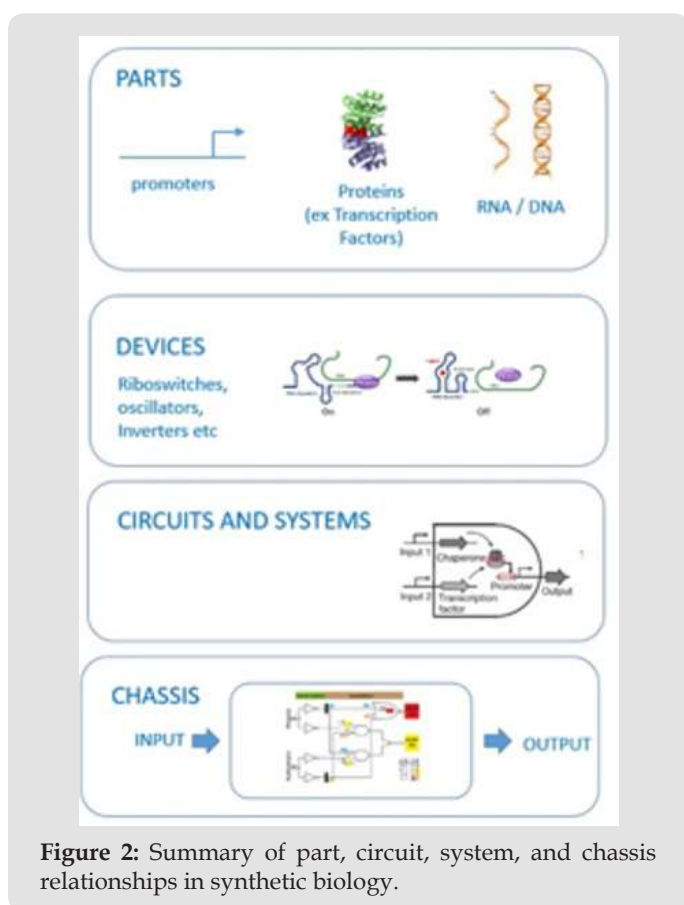 PARTS
promoters
Proteins
(ex Transcription
Factors)
RNA / DNA
DEVICES
Riboswitches,
oscillators,
Inverters etc
On
Off
CIRCUITS AND SYSTEMS
Input 1
Chaperone
Promoter
Output
Input 2
Transcription
factor
CHASSIS
INPUT
OUTPUT
Figure 2: Summary of part, circuit, system, and chassis
relationships in synthetic biology.